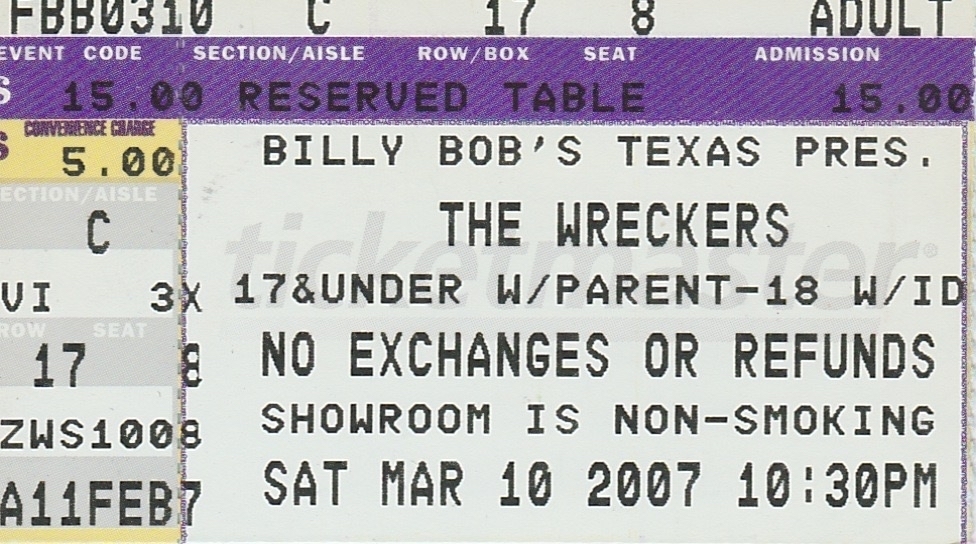 FBB0310 C 17 8 ADULT
EVENT CODE SECTION/AISLE ROW/BOX SEAT ADMISSION
S 15.00 RESERVED TABLE 15.00
S CONVENIENCE CHARGE
5.00 BILLY BOB'S TEXAS PRES.
ECTION/AISLE
C THE WRECKERS
ticketmaster®
VI 3X 17&UNDER W/PARENT-18 W/ID
ROW SEAT
17 8 NO EXCHANGES OR REFUNDS
ZWS1008 SHOWROOM IS NON-SMOKING
A11FEB7 SAT MAR 10 2007 10:30PM